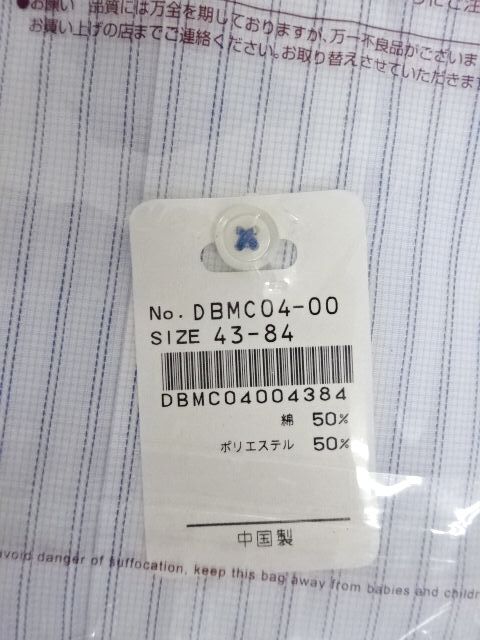 にご注
●お願い 品質には万全を期しておりますが、万一不良品がございま
お買い上げの店までご連絡ください。お取り替えさせていただきます
No. DBMC04-00
SIZE 43-84
DBMC04004384
綿 50%
ポリエステル 50%
中国製
avoid danger of suffocation, keep this bag away from babies and childr